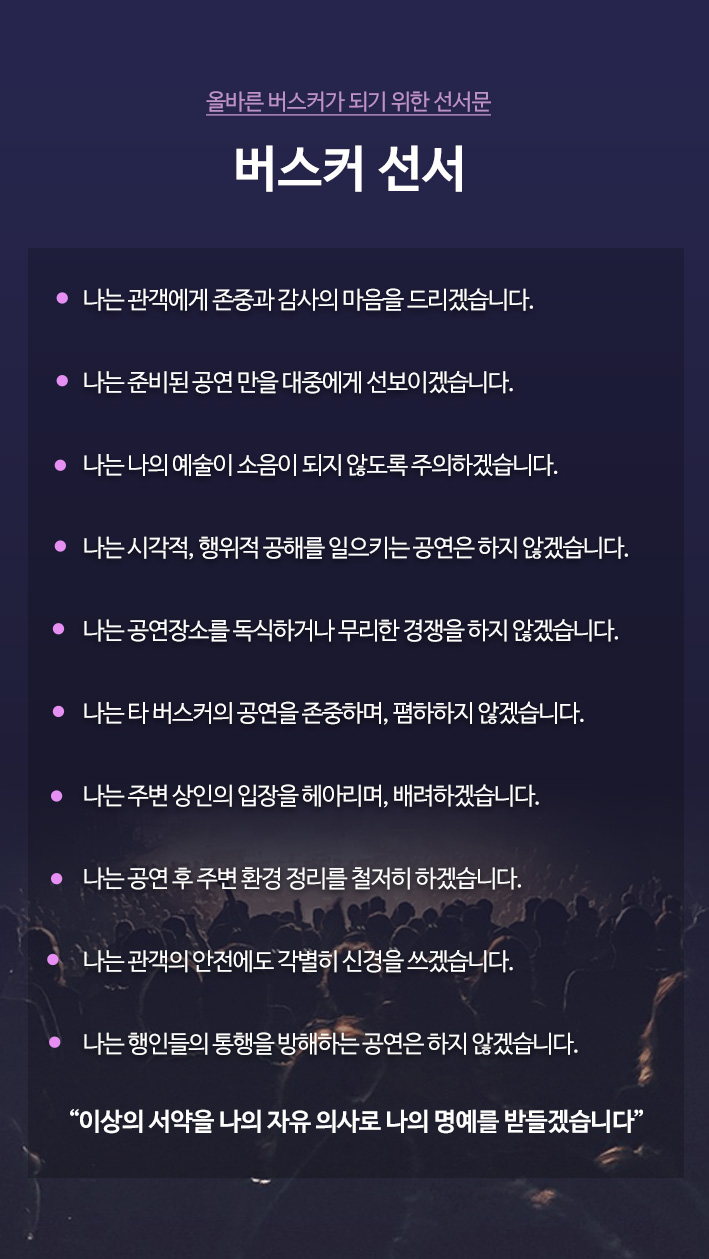 올바른 버스커가 되기 위한 선서문
버스커 선서
나는 관객에게 존중과 감사의 마음을 드리겠습니다.
나는 준비된 공연 만을 대중에게 선보이겠습니다.
나는 나의 예술이 소음이 되지 않도록 주의하겠습니다.
나는 시각적, 행위적 공해를 일으키는 공연은 하지 않겠습니다.
나는 공연장소를 독식하거나 무리한 경쟁을 하지 않겠습니다.
나는 타 버스커의 공연을 존중하며, 폄하하지 않겠습니다.
나는 주변 상인의 입장을 헤아리며, 배려하겠습니다.
나는 공연 후 주변 환경 정리를 철저히 하겠습니다.
나는 관객의 안전에도 각별히 신경을 쓰겠습니다.
나는 행인들의 통행을 방해하는 공연은 하지 않겠습니다.
“이상의 서약을 나의 자유 의사로 나의 명예를 받들겠습니다”